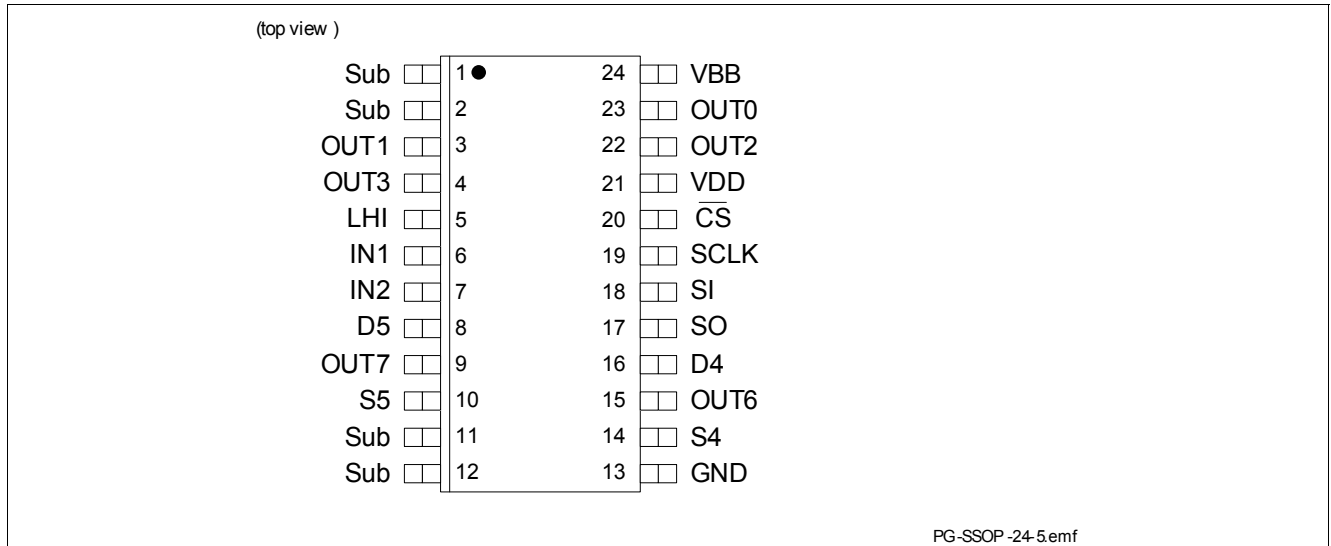 (top view )
Sub 1 24 VBB
Sub 2 23 OUT0
OUT1 3 22 OUT2
OUT3 4 21 VDD
LHI 5 20 C̅S̅
IN1 6 19 SCLK
IN2 7 18 SI
D5 8 17 SO
OUT7 9 16 D4
S5 10 15 OUT6
Sub 11 14 S4
Sub 12 13 GND
PG-SSOP -24-5.emf